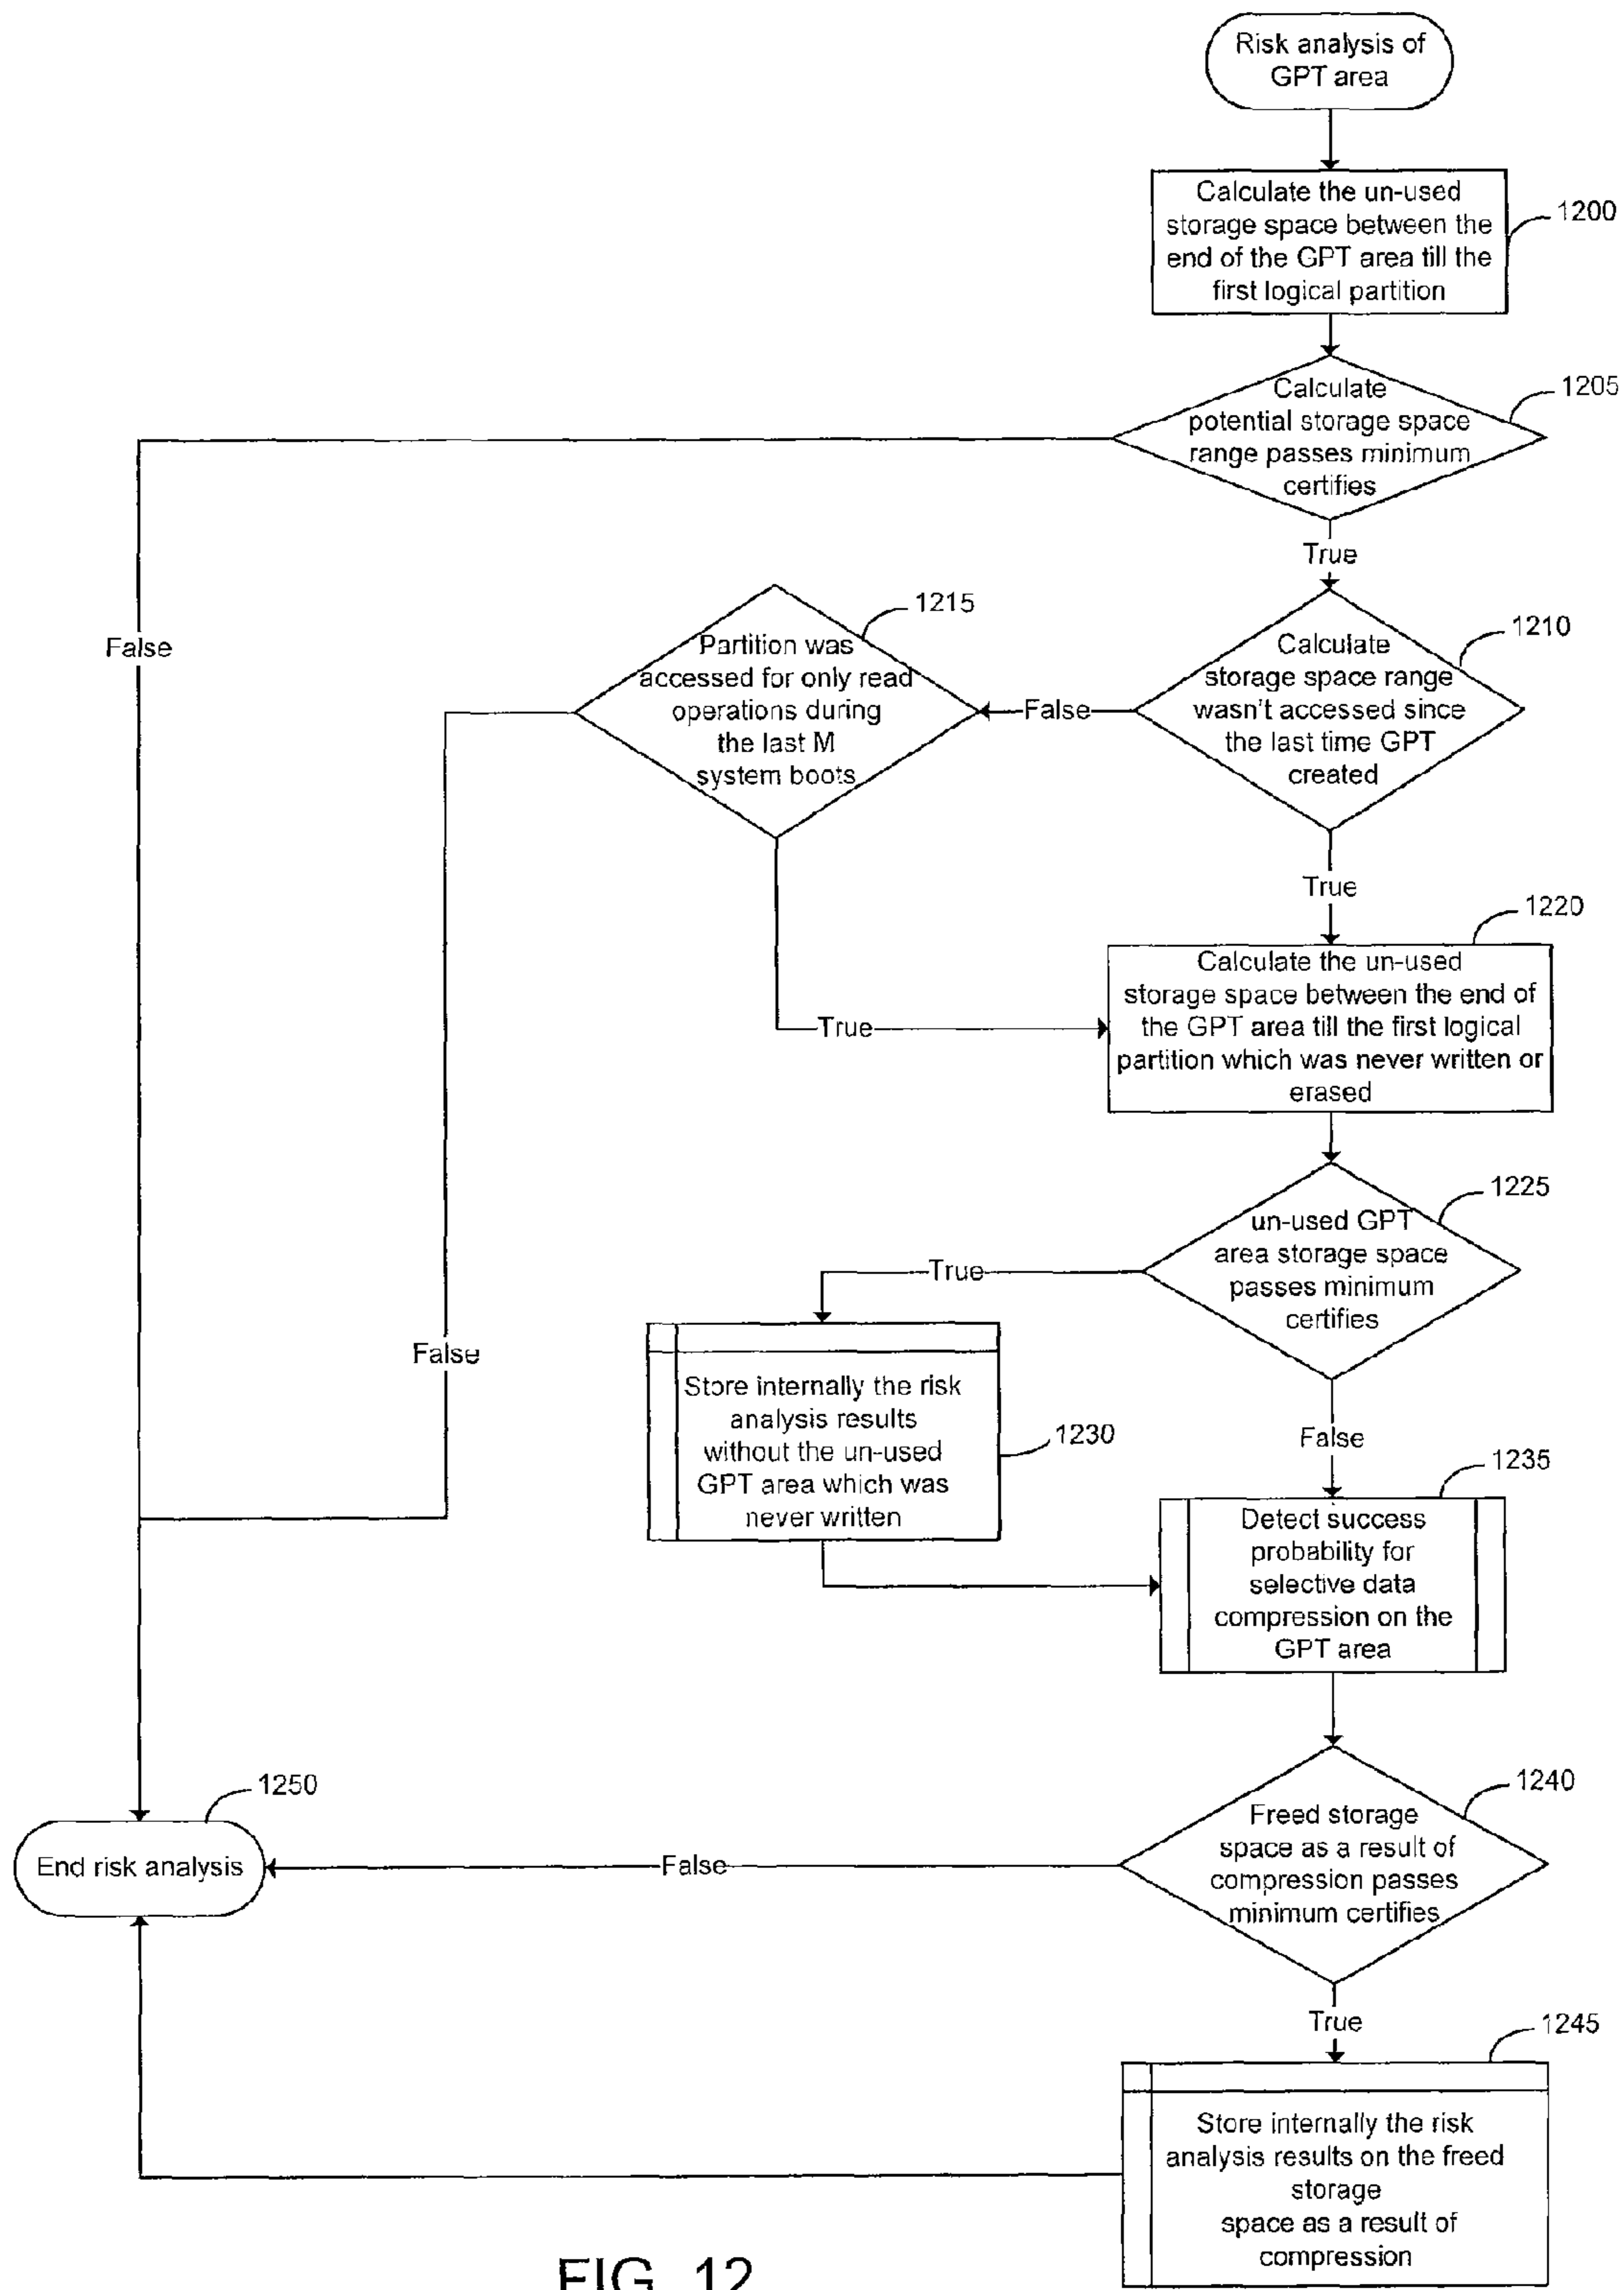 Risk analysis of
GPT area
Calculate the un-used
storage space between the
end of the GPT area till the
first logical partition
1200
Calculate
potential storage space
range passes minimum
certifies
1205
True
False
Partition was
accessed for only read
operations during
the last M
system boots
1215
False
Calculate
storage space range
wasn't accessed since
the last time GPT
created
1210
True
True
Calculate the un-used
storage space between the end of
the GPT area till the first logical
partition which was never written or
erased
1220
un-used GPT
area storage space
passes minimum
certifies
1225
True
False
False
Store internally the risk
analysis results
without the un-used
GPT area which was
never written
1230
Detect success
probability for
selective data
compression on the
GPT area
1235
Freed storage
space as a result of
compression passes
minimum certifies
1240
False
End risk analysis
1250
True
Store internally the risk
analysis results on the freed
storage
space as a result of
compression
1245
FIG. 12